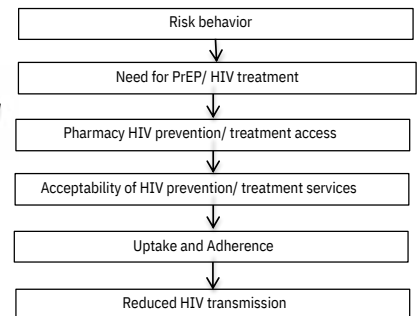 Risk behavior
Need for PrEP/ HIV treatment
Pharmacy HIV prevention/ treatment access
Acceptability of HIV prevention/ treatment services
Uptake and Adherence
Reduced HIV transmission